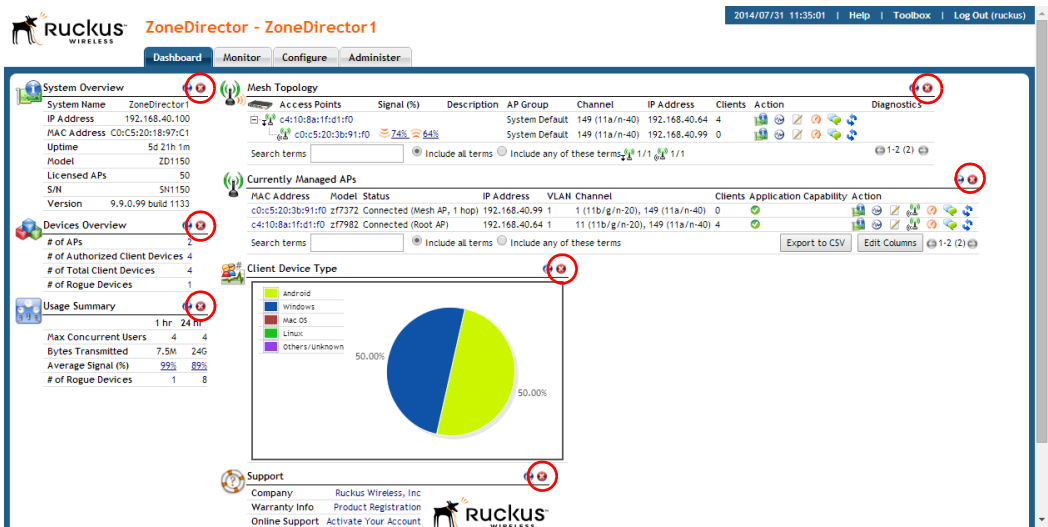 2014/07/31 11:35:01 | Help | Toolbox | Log Out (ruckus)
Ruckus WIRELESS
ZoneDirector - ZoneDirector1
Dashboard Monitor Configure Administer
System Overview
System Name ZoneDirector1
IP Address 192.168.40.100
MAC Address C0:C5:20:18:97:C1
Uptime 5d 21h 1m
Model ZD1150
Licensed APs 50
S/N SN1150
Version 9.9.0.99 build 1133
Devices Overview
# of APs 2
# of Authorized Client Devices 4
# of Total Client Devices 4
# of Rogue Devices 1
Usage Summary
1 hr 24 hr
Max Concurrent Users 4 4
Bytes Transmitted 7.5M 24G
Average Signal (%) 99% 89%
# of Rogue Devices 1 8
Mesh Topology
Access Points Signal (%) Description AP Group Channel IP Address Clients Action Diagnostics
c4:10:8a:1f:d1:f0 System Default 149 (11a/n-40) 192.168.40.64 4
c0:c5:20:3b:91:f0 74% 64% System Default 149 (11a/n-40) 192.168.40.99 0
Search terms Include all terms Include any of these terms 1/1 1/1 1-2 (2)
Currently Managed APs
MAC Address Model Status IP Address VLAN Channel Clients Application Capability Action
c0:c5:20:3b:91:f0 zf7372 Connected (Mesh AP, 1 hop) 192.168.40.99 1 1 (11b/g/n-20), 149 (11a/n-40) 0
c4:10:8a:1f:d1:f0 zf7982 Connected (Root AP) 192.168.40.64 1 11 (11b/g/n-20), 149 (11a/n-40) 4
Search terms Include all terms Include any of these terms Export to CSV Edit Columns 1-2 (2)
Client Device Type
Android
Windows
Mac OS
Linux
Others/Unknown
50.00%
50.00%
Support
Company Ruckus Wireless, Inc
Warranty Info Product Registration
Online Support Activate Your Account
Ruckus WIRELESS